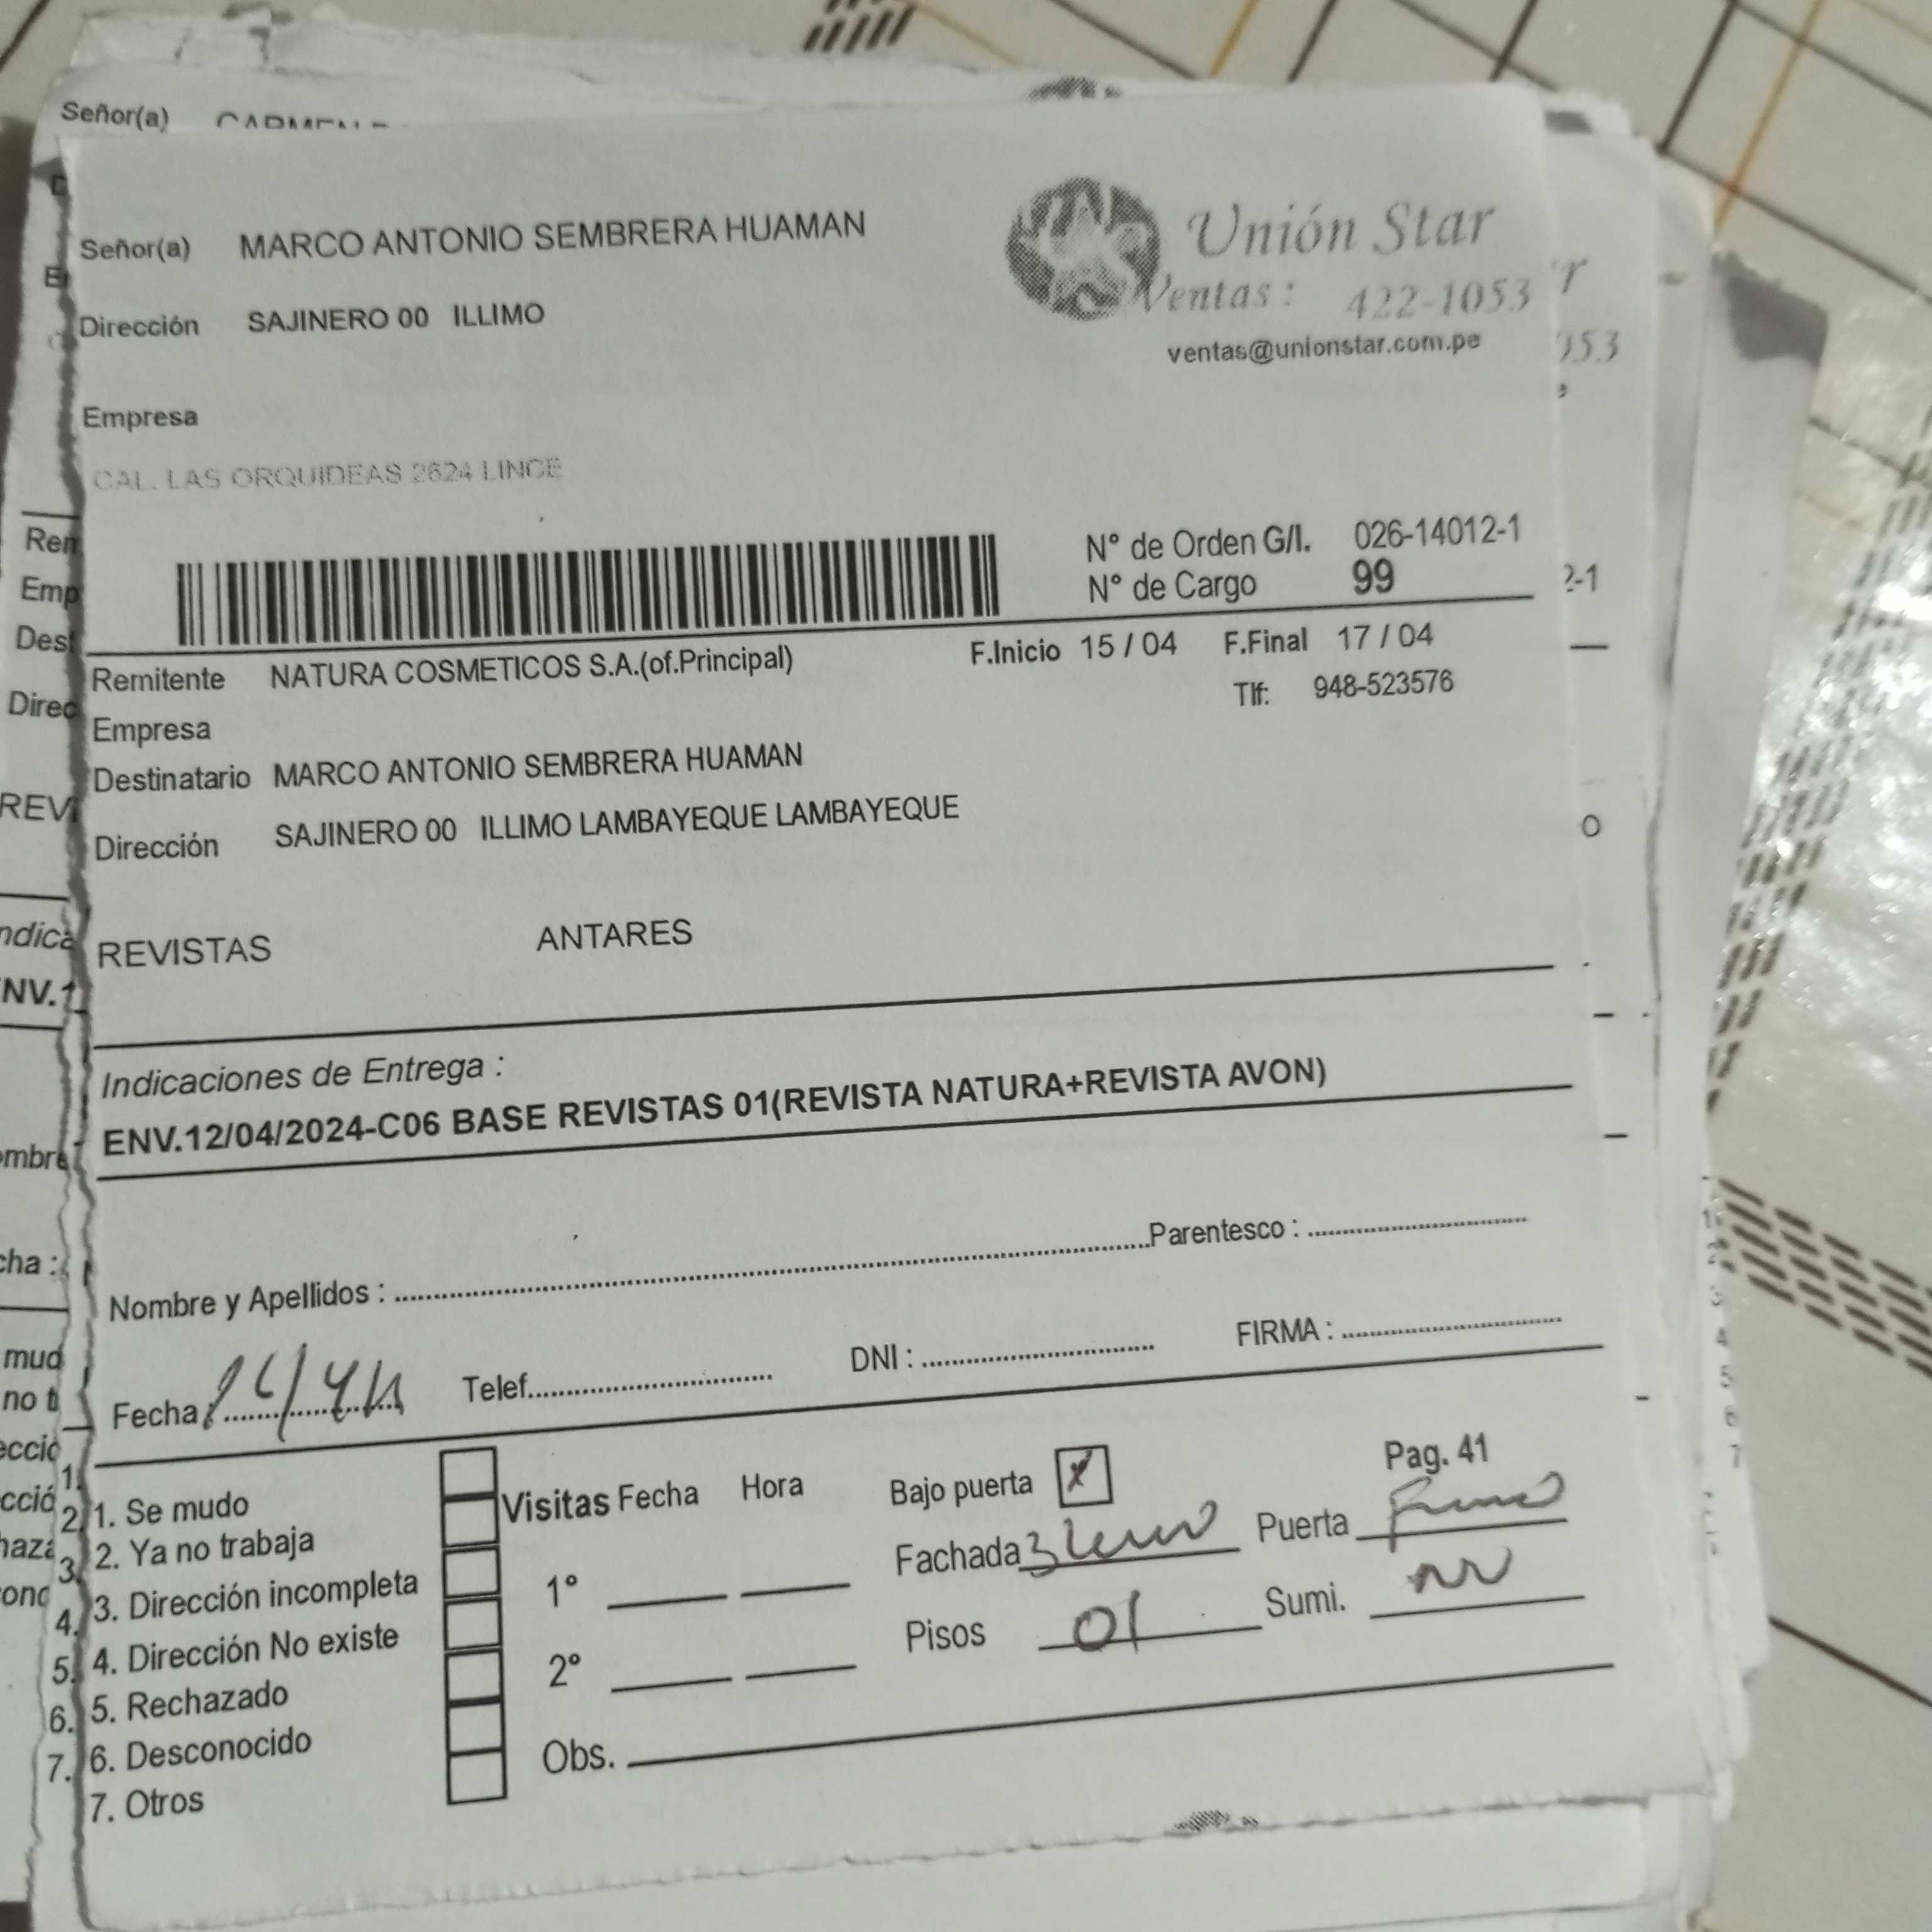 Señor(a)
Señor(a) MARCO ANTONIO SEMBRERA HUAMAN
Unión Star
Ventas : 422-1053
ventas@unionstar.com.pe
Dirección SAJINERO 00 ILLIMO
Empresa
CAL. LAS ORQUIDEAS 2624 LINCE
N° de Orden G/I. 026-14012-1
N° de Cargo 99
Remitente NATURA COSMETICOS S.A.(of.Principal) F.Inicio 15 / 04 F.Final 17 / 04
Empresa Tlf: 948-523576
Destinatario MARCO ANTONIO SEMBRERA HUAMAN
Dirección SAJINERO 00 ILLIMO LAMBAYEQUE LAMBAYEQUE
REVISTAS ANTARES
Indicaciones de Entrega :
ENV.12/04/2024-C06 BASE REVISTAS 01(REVISTA NATURA+REVISTA AVON)
Nombre y Apellidos : Parentesco :
Fecha Telef. DNI : FIRMA :
Pag. 41
1. Se mudo Visitas Fecha Hora Bajo puerta X
2. Ya no trabaja Fachada Puerta
3. Dirección incompleta 1°
4. Dirección No existe Pisos 01 Sumi.
5. Rechazado 2°
6. Desconocido Obs.
7. Otros